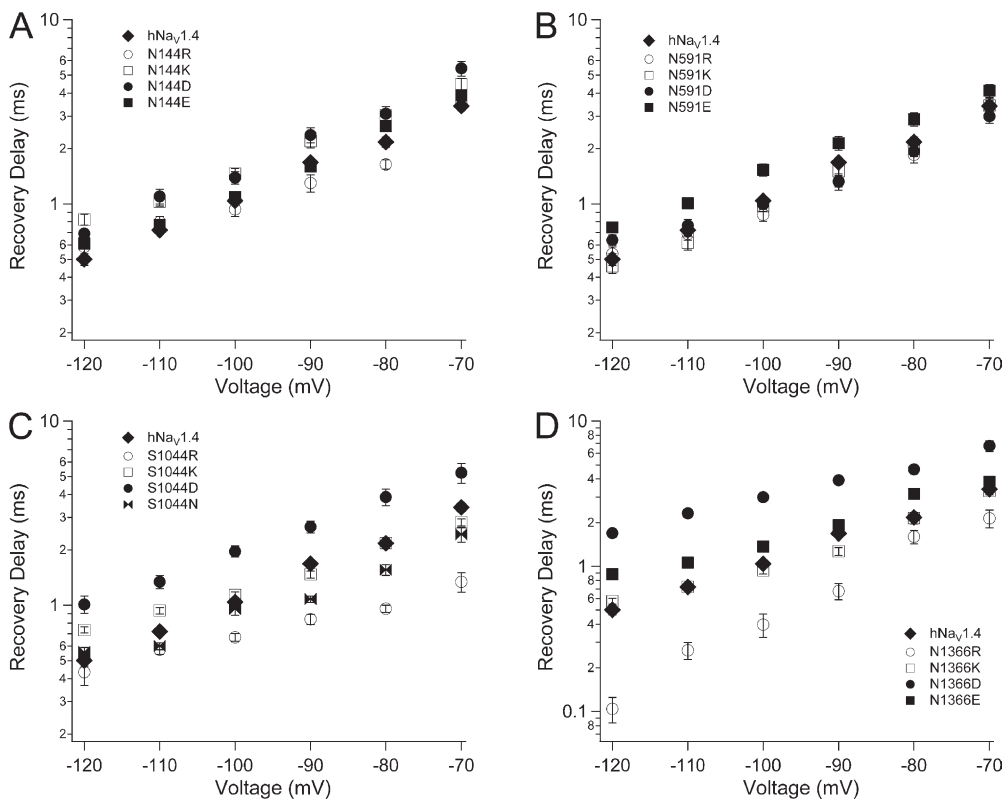 A
10
6
5
4
3
2
1
6
5
4
3
2
Recovery Delay (ms)
hNaV1.4
N144R
N144K
N144D
N144E
-120 -110 -100 -90 -80 -70
Voltage (mV)
B
10
6
5
4
3
2
1
6
5
4
3
2
Recovery Delay (ms)
hNaV1.4
N591R
N591K
N591D
N591E
-120 -110 -100 -90 -80 -70
Voltage (mV)
C
10
6
5
4
3
2
1
6
5
4
3
2
Recovery Delay (ms)
hNaV1.4
S1044R
S1044K
S1044D
S1044N
-120 -110 -100 -90 -80 -70
Voltage (mV)
D
10
8
6
4
2
1
8
6
4
2
0.1
8
Recovery Delay (ms)
hNaV1.4
N1366R
N1366K
N1366D
N1366E
-120 -110 -100 -90 -80 -70
Voltage (mV)